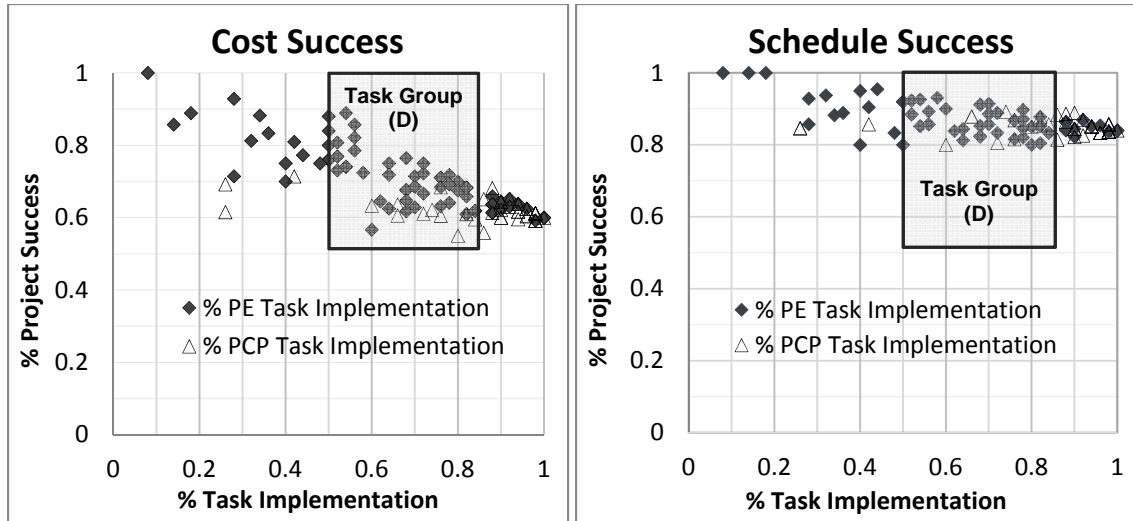 Cost Success
% Project Success
1
0.8
0.6
0.4
0.2
0
Task Group
(D)
% PE Task Implementation
% PCP Task Implementation
0 0.2 0.4 0.6 0.8 1
% Task Implementation
Schedule Success
% Project Success
1
0.8
0.6
0.4
0.2
0
Task Group
(D)
% PE Task Implementation
% PCP Task Implementation
0 0.2 0.4 0.6 0.8 1
% Task Implementation